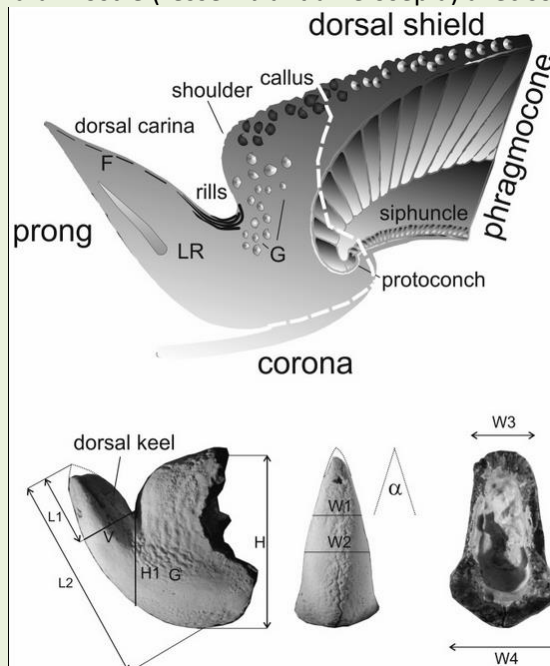 dorsal shield
callus
shoulder
dorsal carina
F
rills
prong
LR
G
siphuncle
phragmocone
protoconch
corona
dorsal keel
W3
L1
W1
α
V
W2
H
L2
H1
G
W4